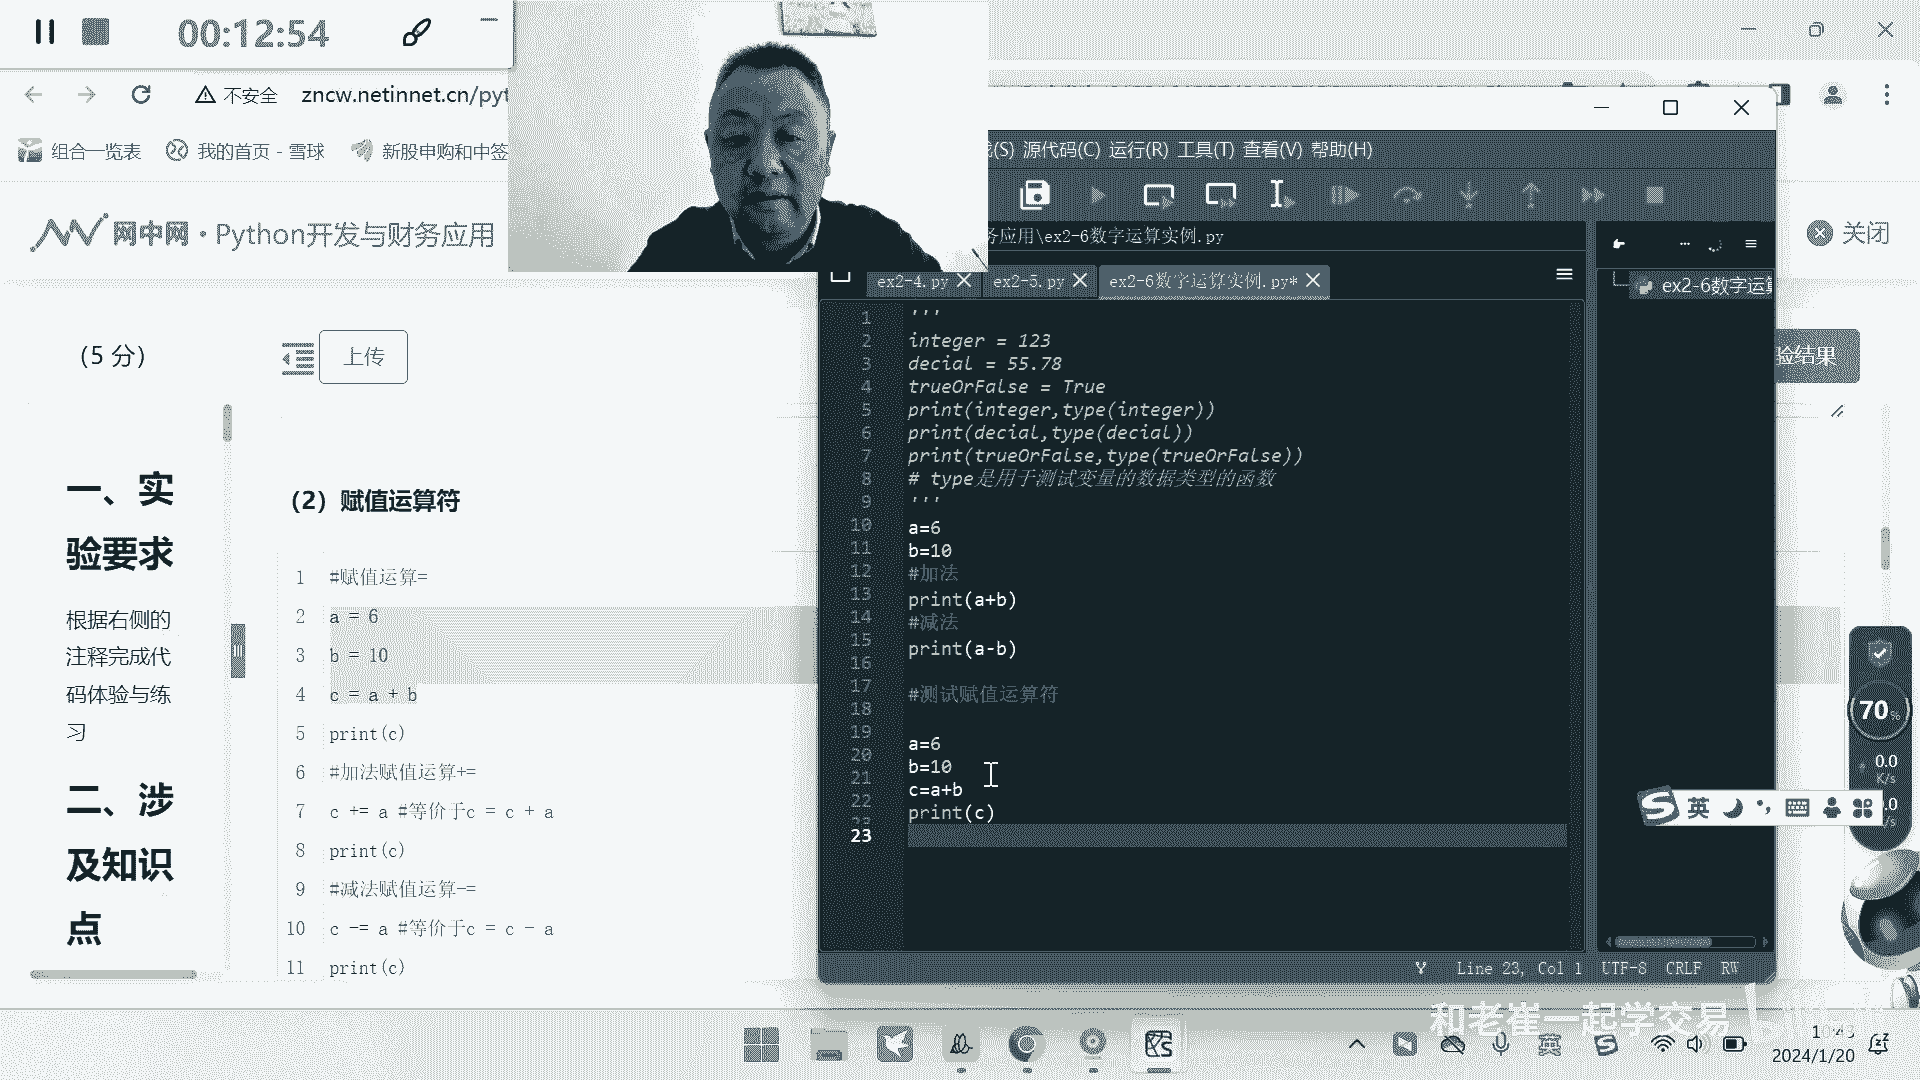 00:12:54
不安全 zncw.netinnet.cn/pyt
组合一览表 我的首页 - 雪球 新股申购和中签
网中网·Python开发与财务应用
关闭
(5 分)
上传
验结果
一、实
验要求
根据右侧的
注释完成代
码体验与练
习
二、涉
及知识
点
(2) 赋值运算符
1 #赋值运算=
2 a = 6
3 b = 10
4 c = a + b
5 print(c)
6 #加法赋值运算+=
7 c += a #等价于c = c + a
8 print(c)
9 #减法赋值运算-=
10 c -= a #等价于c = c - a
11 print(c)
(S) 源代码(C) 运行(R) 工具(T) 查看(V) 帮助(H)
务应用\ex2-6数字运算实例.py
ex2-4.py ex2-5.py ex2-6数字运算实例.py*
ex2-6数字运算
1 '''
2 integer = 123
3 decial = 55.78
4 trueOrFalse = True
5 print(integer,type(integer))
6 print(decial,type(decial))
7 print(trueOrFalse,type(trueOrFalse))
8 # type是用于测试变量的数据类型的函数
9 '''
10 a=6
11 b=10
12 #加法
13 print(a+b)
14 #减法
15 print(a-b)
16
17 #测试赋值运算符
18
19 a=6
20 b=10
21 c=a+b
22 print(c)
23
Line 23, Col 1 UTF-8 CRLF RW
70%
0.0
K/s
英
和老崔一起学交易
2024/1/20